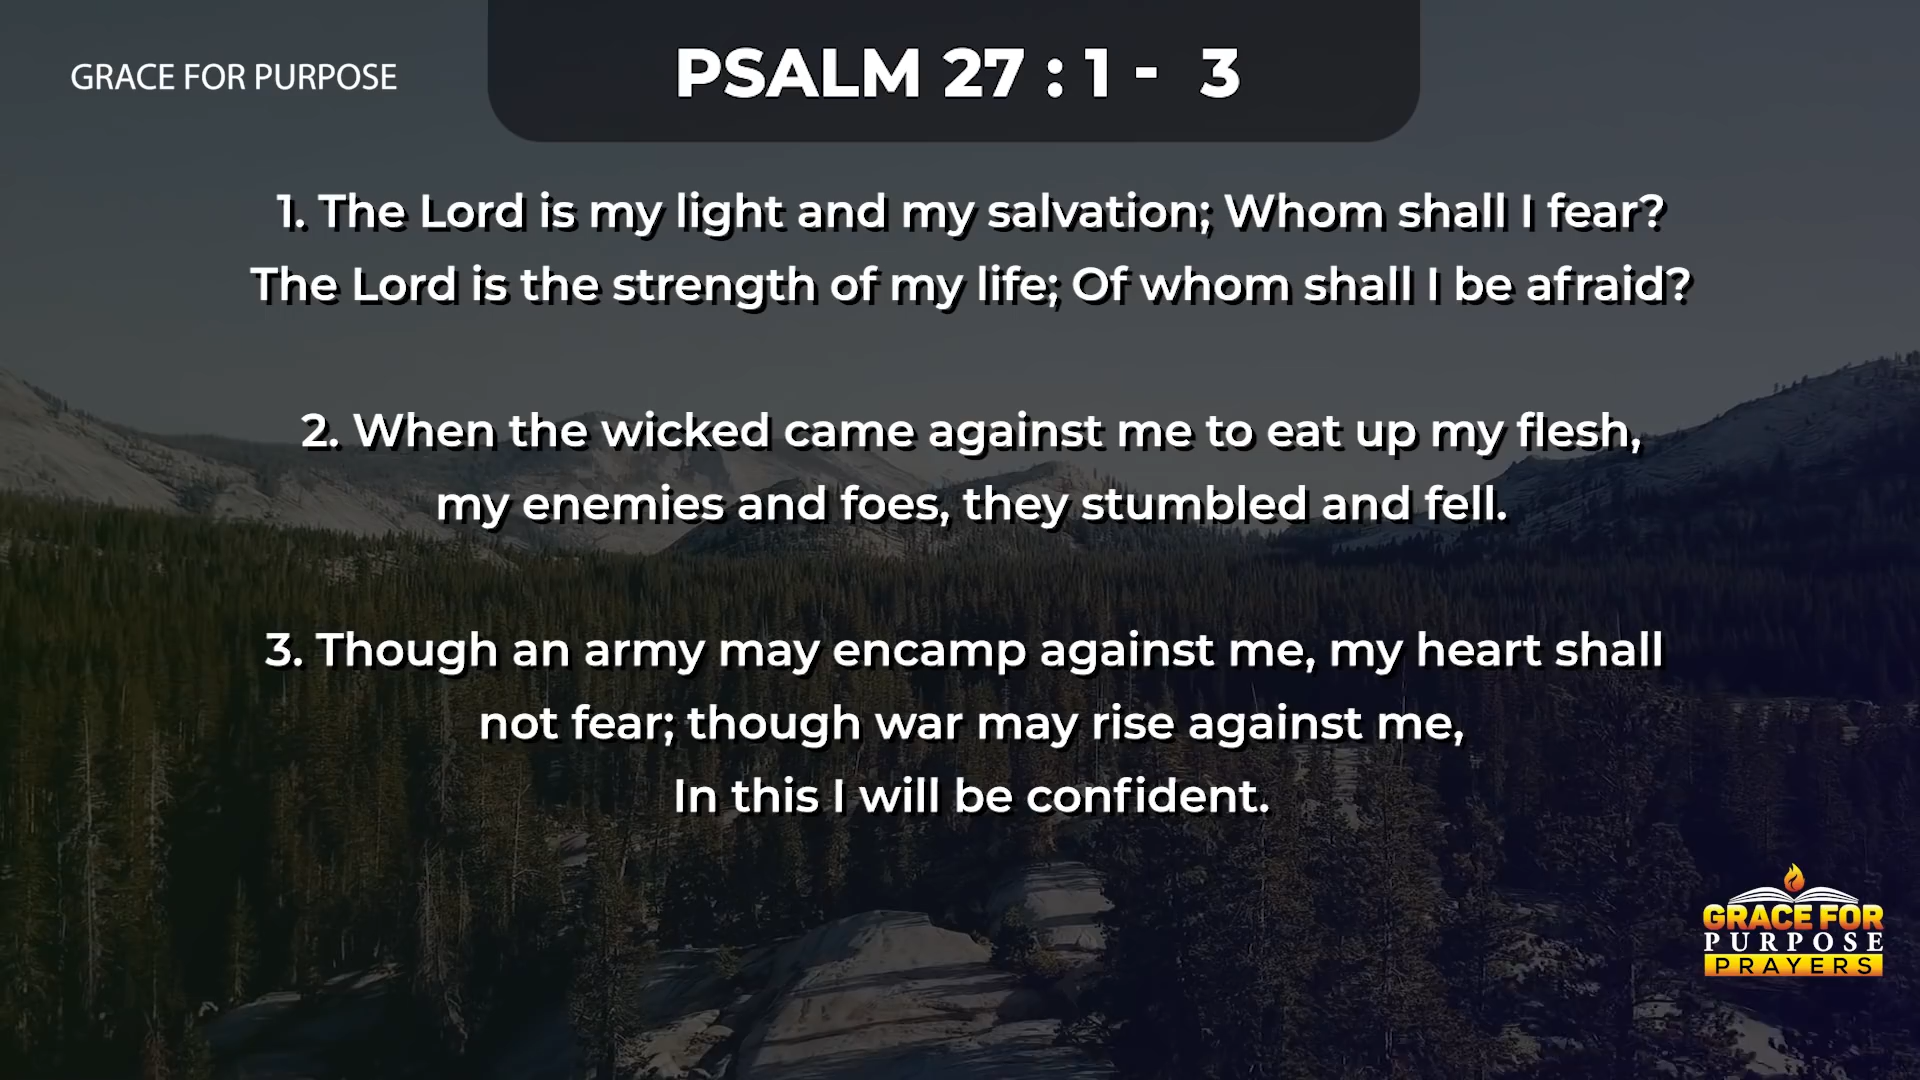 GRACE FOR PURPOSE
PSALM 27 : 1 - 3
1. The Lord is my light and my salvation; Whom shall I fear?
The Lord is the strength of my life; Of whom shall I be afraid?
2. When the wicked came against me to eat up my flesh,
my enemies and foes, they stumbled and fell.
3. Though an army may encamp against me, my heart shall
not fear; though war may rise against me,
In this I will be confident.
GRACE FOR
PURPOSE
PRAYERS